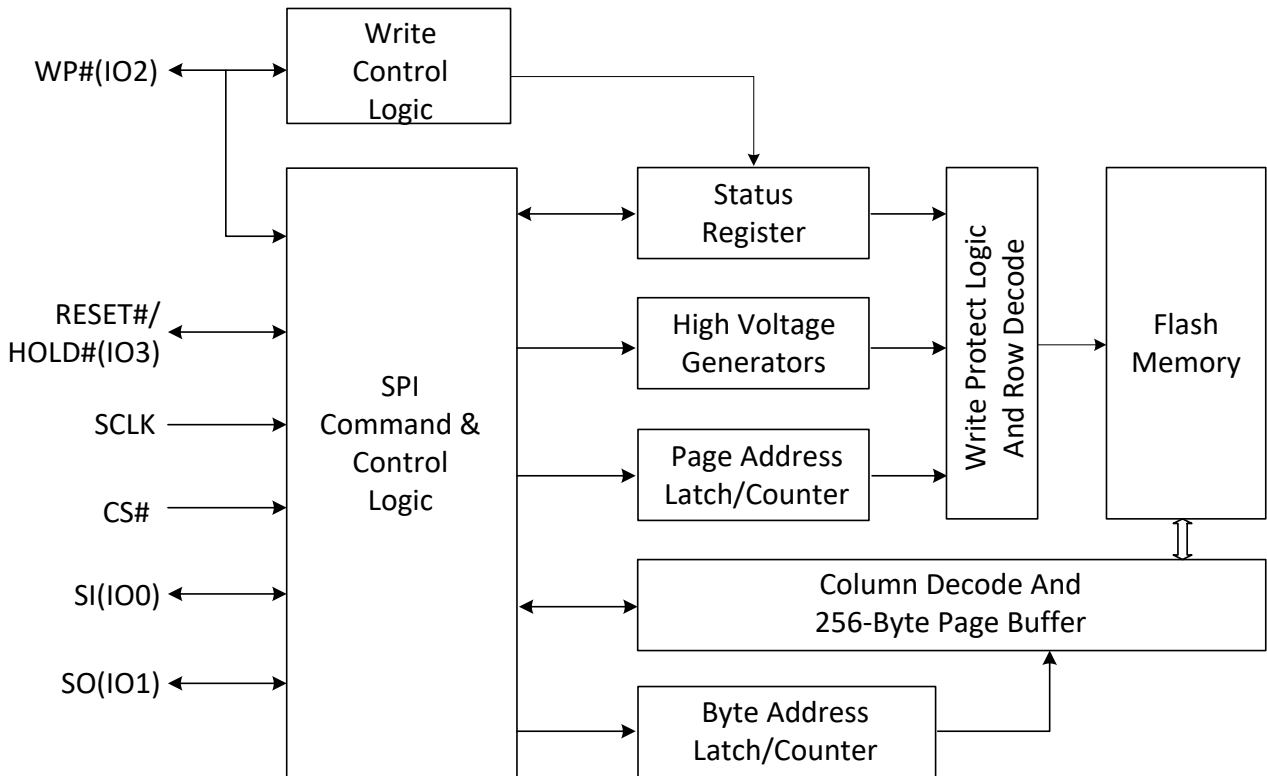 Write
Control
Logic
WP#(IO2)
Status
Register
RESET#/
HOLD#(IO3)
High Voltage
Generators
Write Protect Logic
And Row Decode
Flash
Memory
SPI
Command &
Control
Logic
SCLK
Page Address
Latch/Counter
CS#
SI(IO0)
Column Decode And
256-Byte Page Buffer
SO(IO1)
Byte Address
Latch/Counter